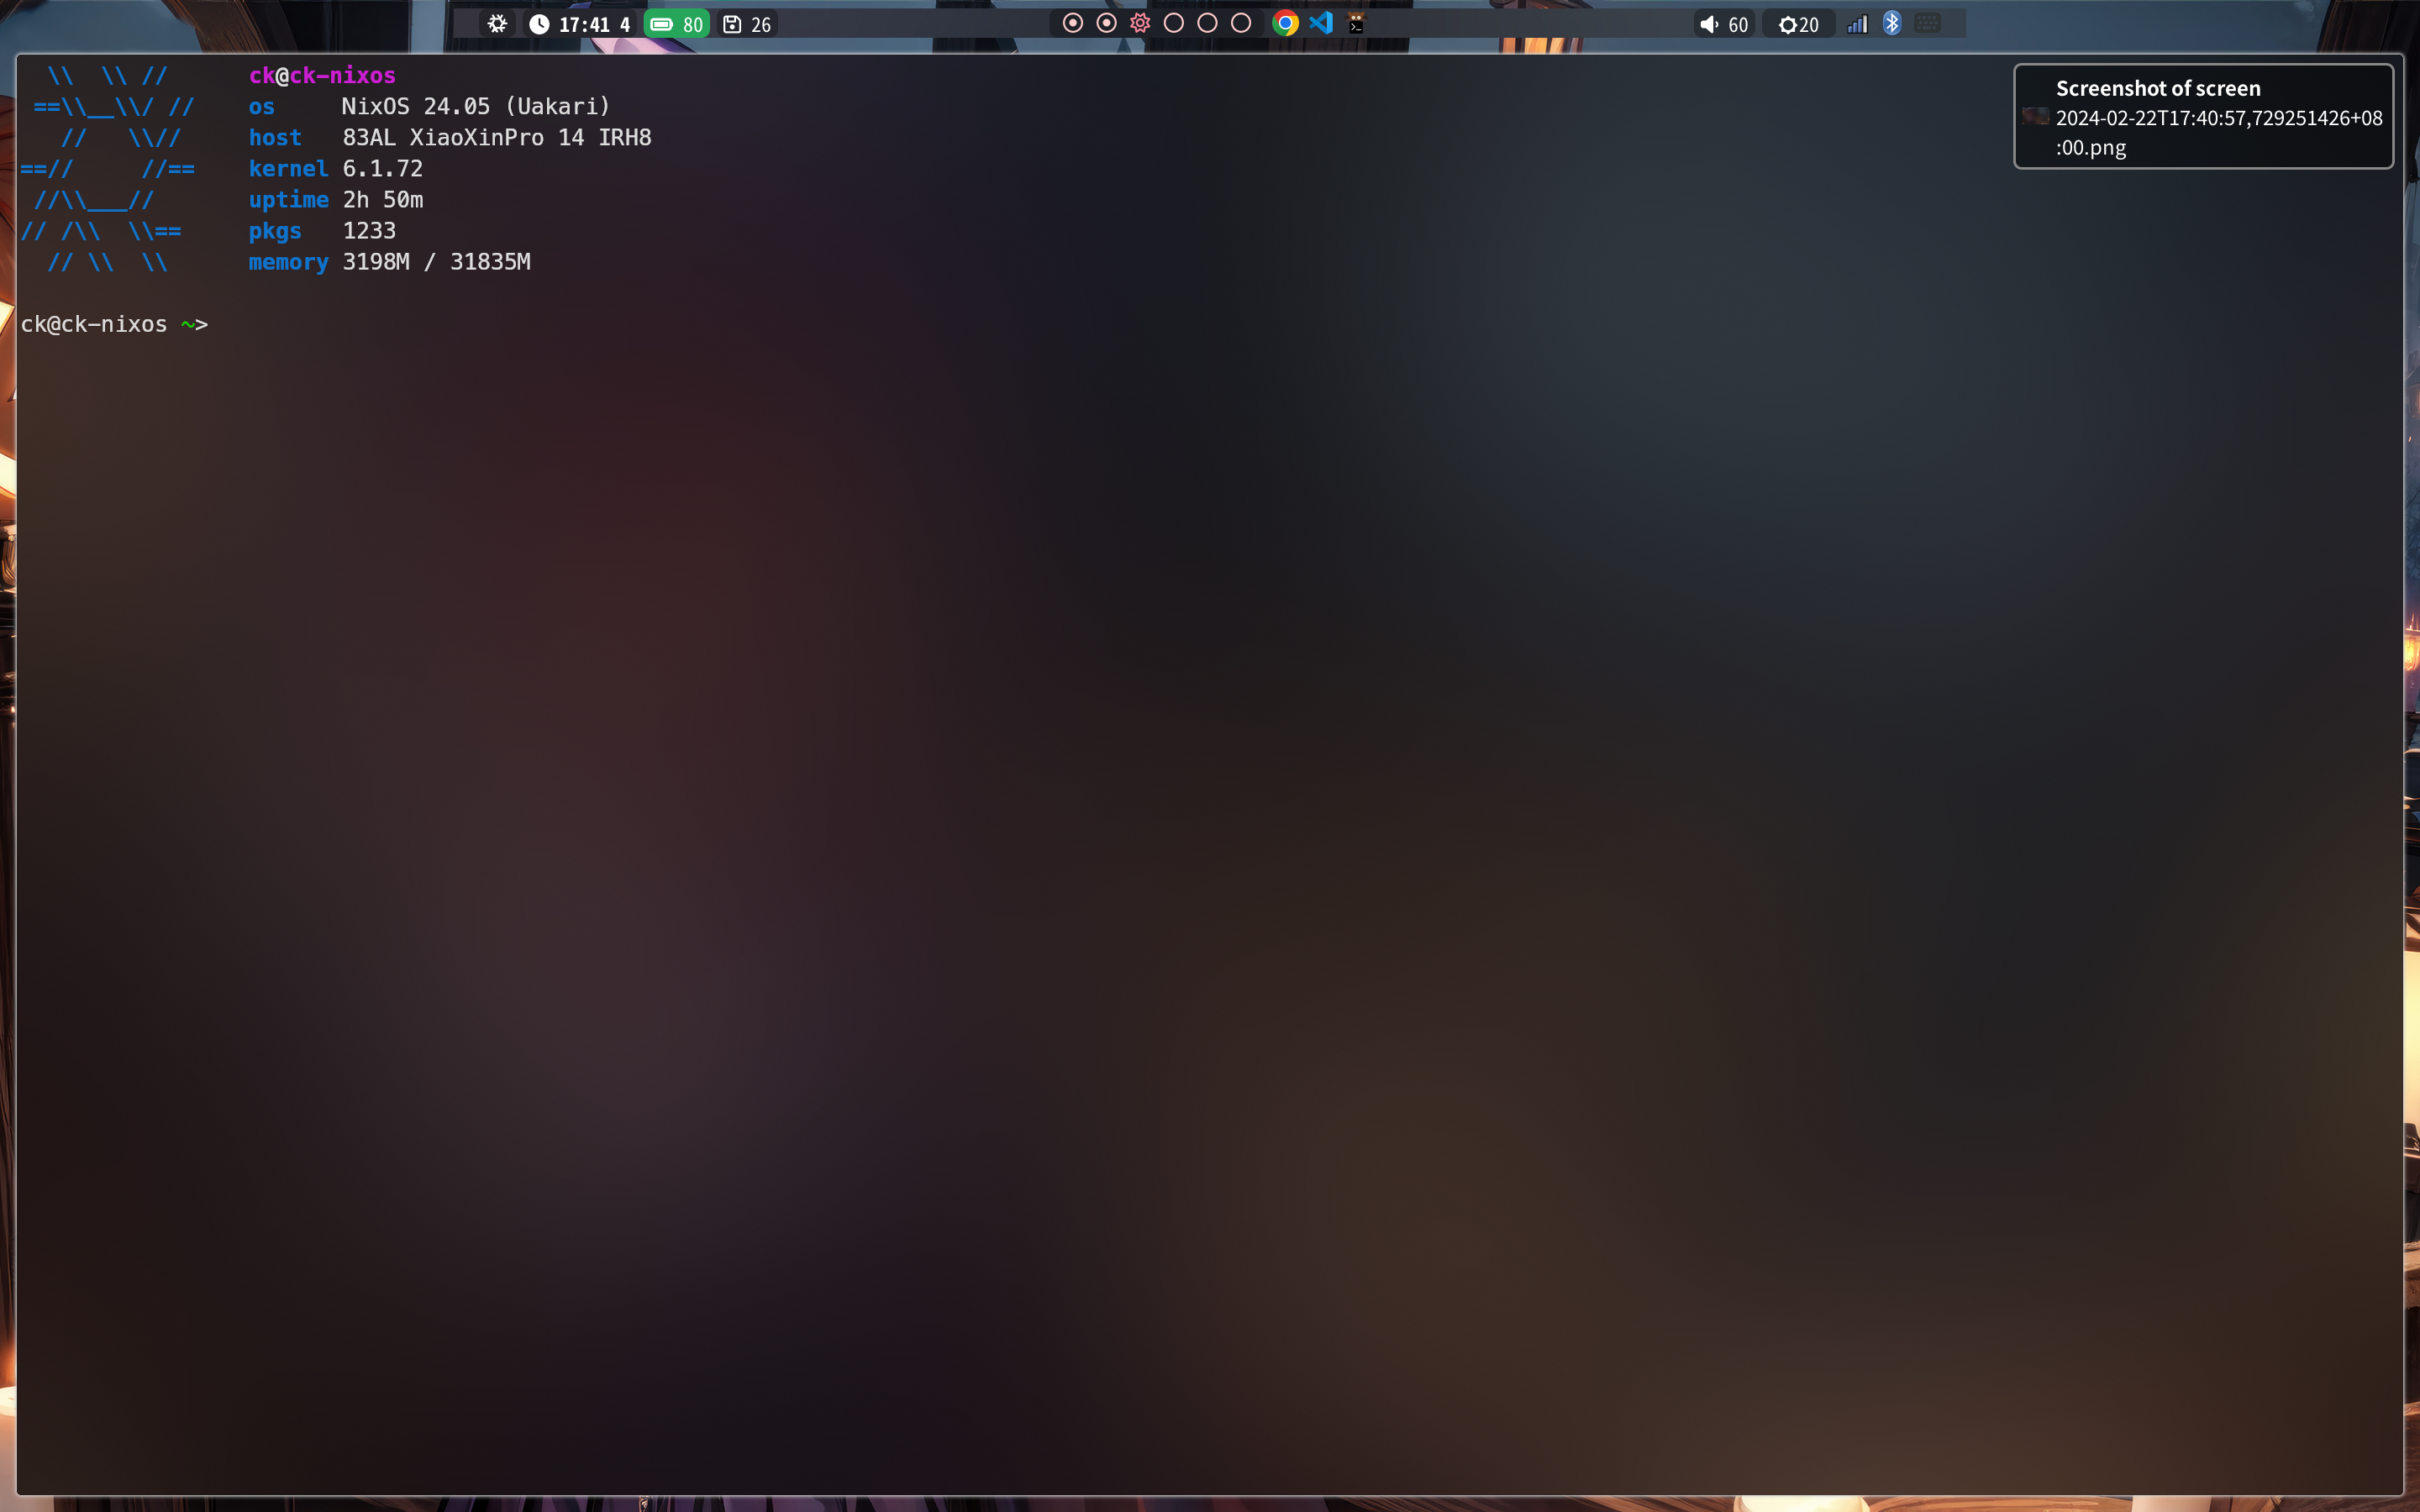 17:41 4 80 26 60 20
\\  \\ // ck@ck-nixos
==\\__\\/ // os NixOS 24.05 (Uakari)
//   \\// host 83AL XiaoXinPro 14 IRH8
==//     //== kernel 6.1.72
//\\___// uptime 2h 50m
// /\\  \\== pkgs 1233
// \\  \\ memory 3198M / 31835M
ck@ck-nixos ~>
Screenshot of screen
2024-02-22T17:40:57,729251426+08
:00.png